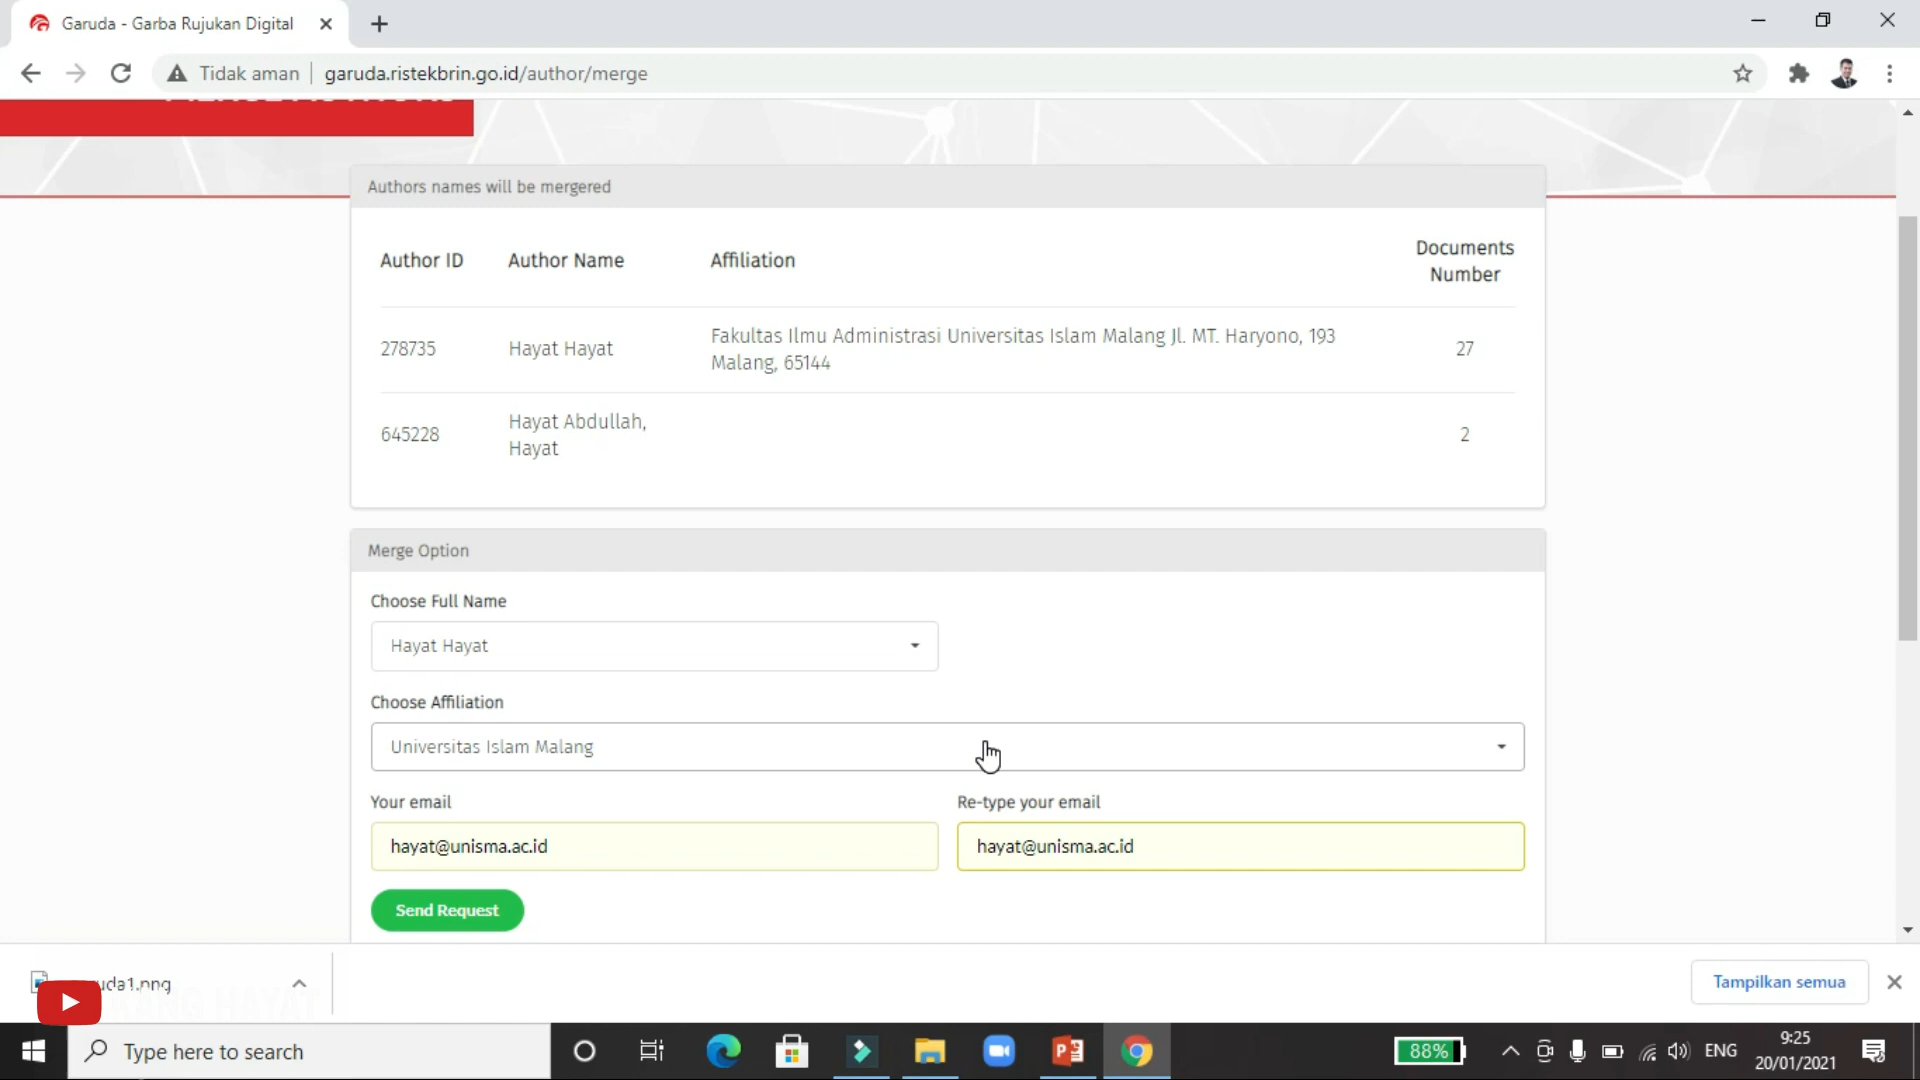 Garuda - Garba Rujukan Digital
Tidak aman
garuda.ristekbrin.go.id/author/merge
Authors names will be mergered
Author ID Author Name Affiliation Documents Number
278735 Hayat Hayat Fakultas Ilmu Administrasi Universitas Islam Malang Jl. MT. Haryono, 193
Malang, 65144 27
645228 Hayat Abdullah,
Hayat 2
Merge Option
Choose Full Name
Hayat Hayat
Choose Affiliation
Universitas Islam Malang
Your email Re-type your email
hayat@unisma.ac.id hayat@unisma.ac.id
Send Request
Tampilkan semua
HAYAT
Type here to search
88%
ENG
9:25
20/01/2021